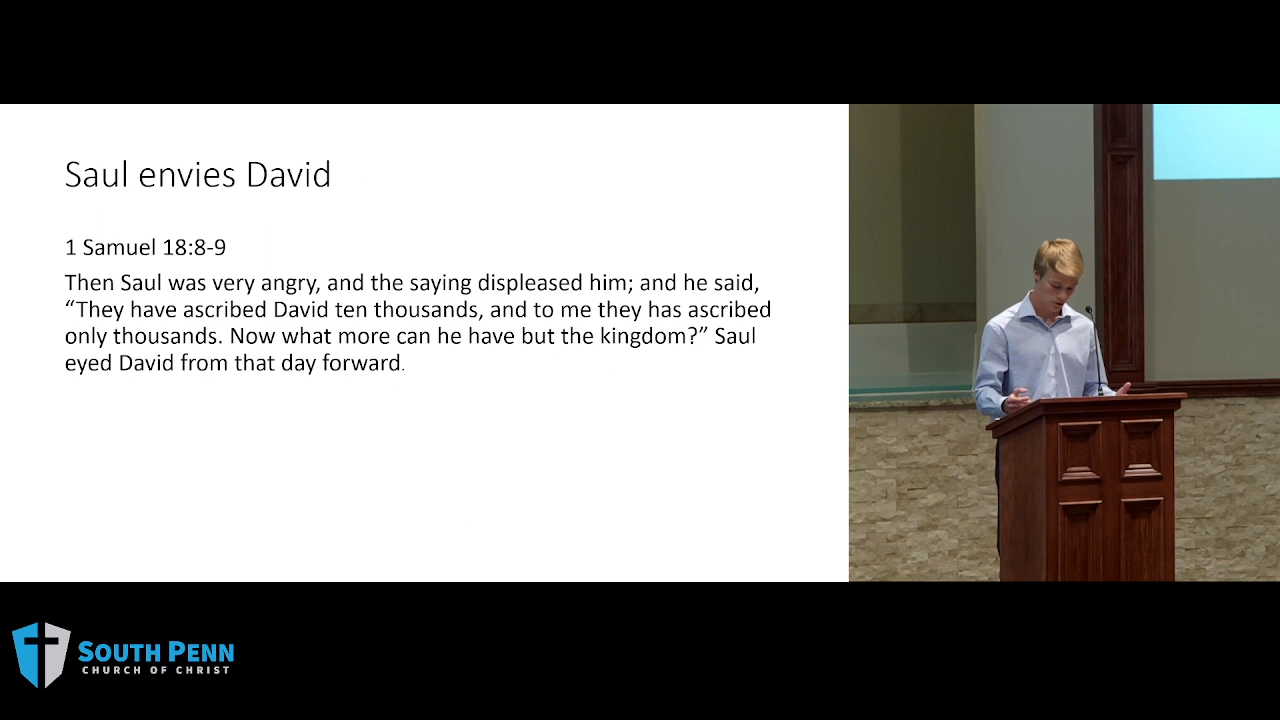 Saul envies David
1 Samuel 18:8-9
Then Saul was very angry, and the saying displeased him; and he said,
“They have ascribed David ten thousands, and to me they has ascribed
only thousands. Now what more can he have but the kingdom?” Saul
eyed David from that day forward.
SOUTH PENN
CHURCH OF CHRIST